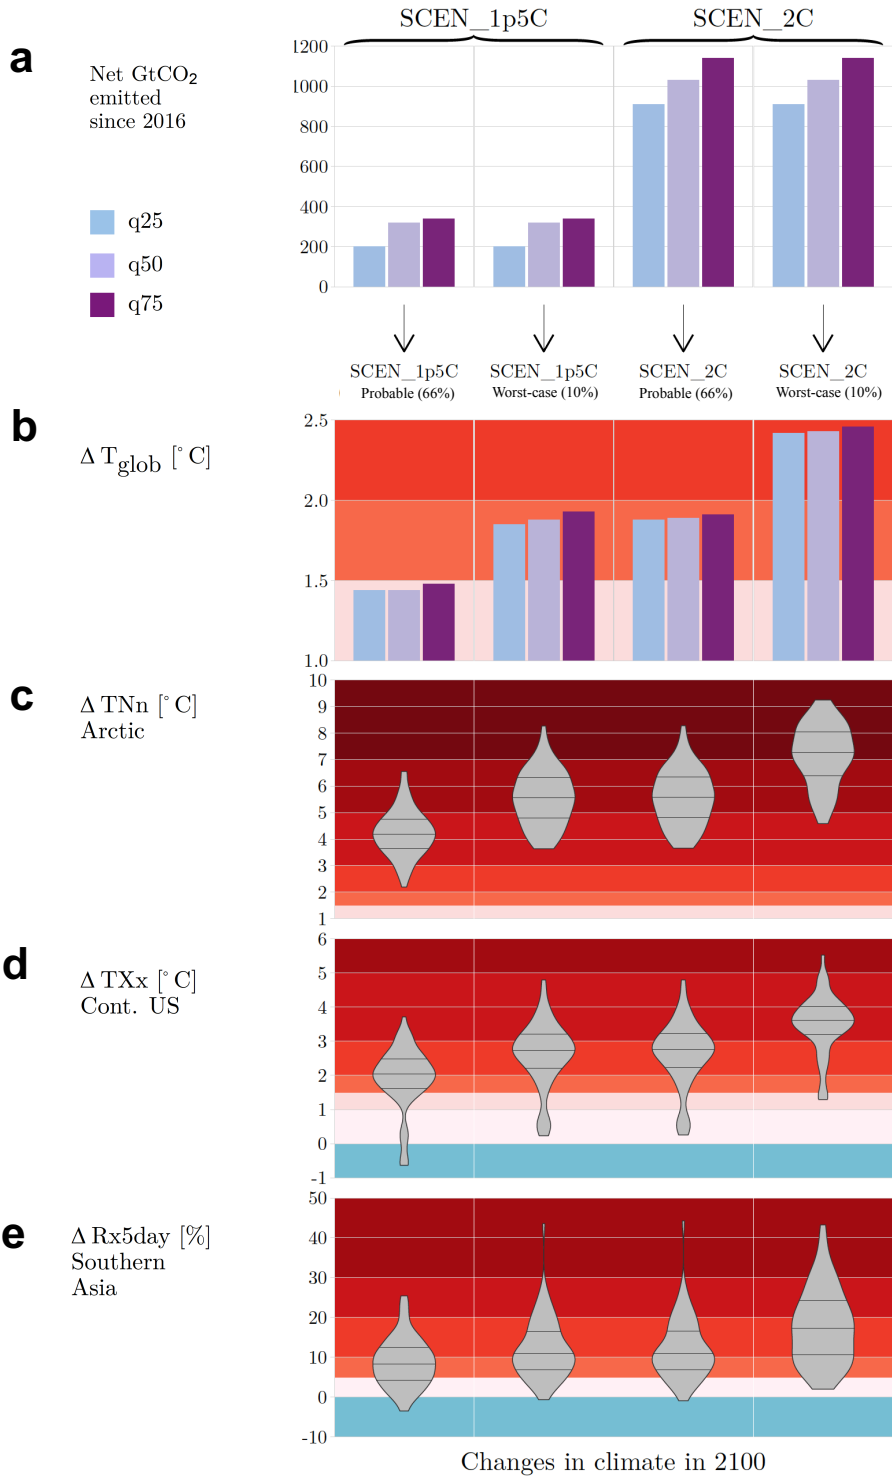 SCEN_1p5C SCEN_2C
a
Net GtCO2
emitted
since 2016
q25
q50
q75
1200
1000
800
600
400
200
0
SCEN_1p5C SCEN_1p5C SCEN_2C SCEN_2C
Probable (66%) Worst-case (10%) Probable (66%) Worst-case (10%)
b
Δ Tglob [°C]
2.5
2.0
1.5
1.0
c
Δ TNn [°C]
Arctic
10
9
8
7
6
5
4
3
2
1
d
Δ TXx [°C]
Cont. US
6
5
4
3
2
1
0
-1
e
Δ Rx5day [%]
Southern
Asia
50
40
30
20
10
0
-10
Changes in climate in 2100